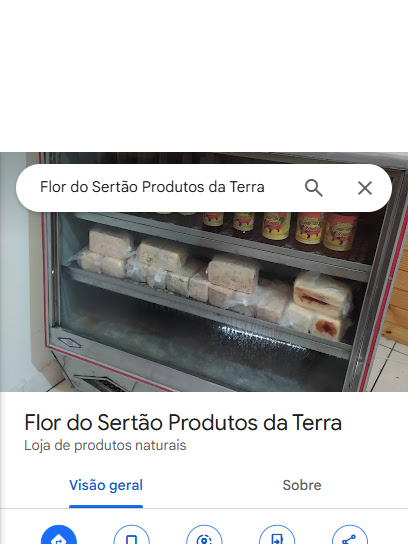 Flor do Sertão Produtos da Terra
Flor do Sertão Produtos da Terra
Loja de produtos naturais
Visão geral
Sobre